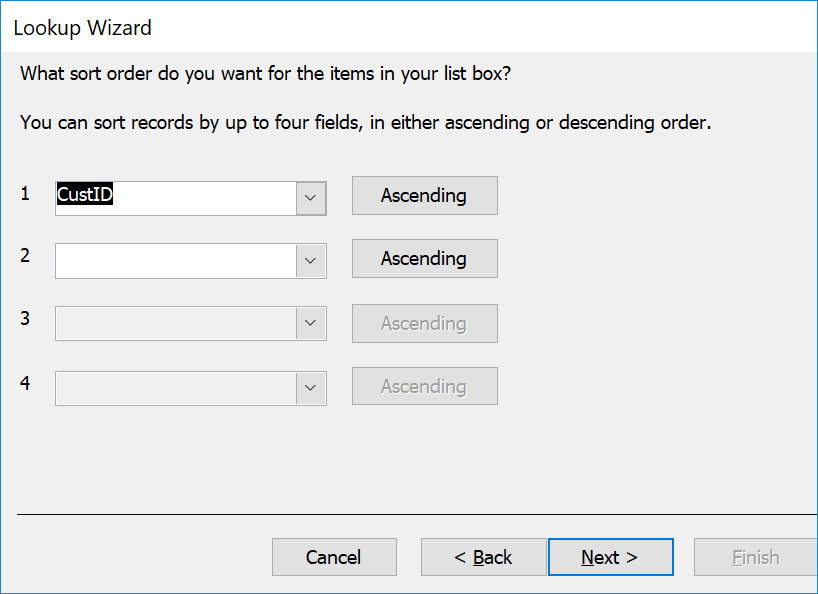 Lookup Wizard
What sort order do you want for the items in your list box?
You can sort records by up to four fields, in either ascending or descending order.
1 CustID Ascending
2 Ascending
3 Ascending
4 Ascending
Cancel < Back Next > Finish